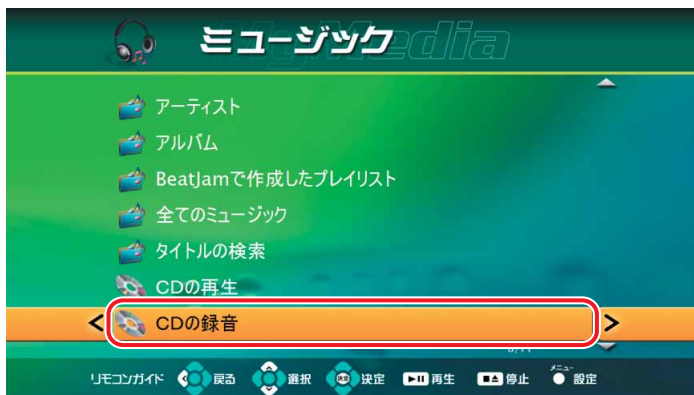 ミュージック
MyMedia
アーティスト
アルバム
BeatJamで作成したプレイリスト
全てのミュージック
タイトルの検索
CDの再生
CDの録音
リモコンガイド 戻る 選択 決定 再生 停止 メニュー 設定